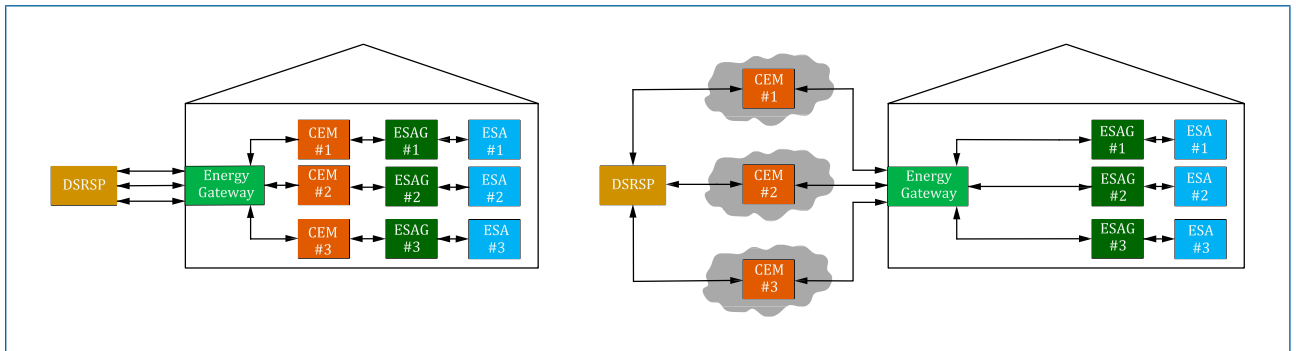 DSRSP
Energy
Gateway
CEM
#1
ESAG
#1
ESA
#1
CEM
#2
ESAG
#2
ESA
#2
CEM
#3
ESAG
#3
ESA
#3
DSRSP
CEM
#1
CEM
#2
CEM
#3
Energy
Gateway
ESAG
#1
ESA
#1
ESAG
#2
ESA
#2
ESAG
#3
ESA
#3